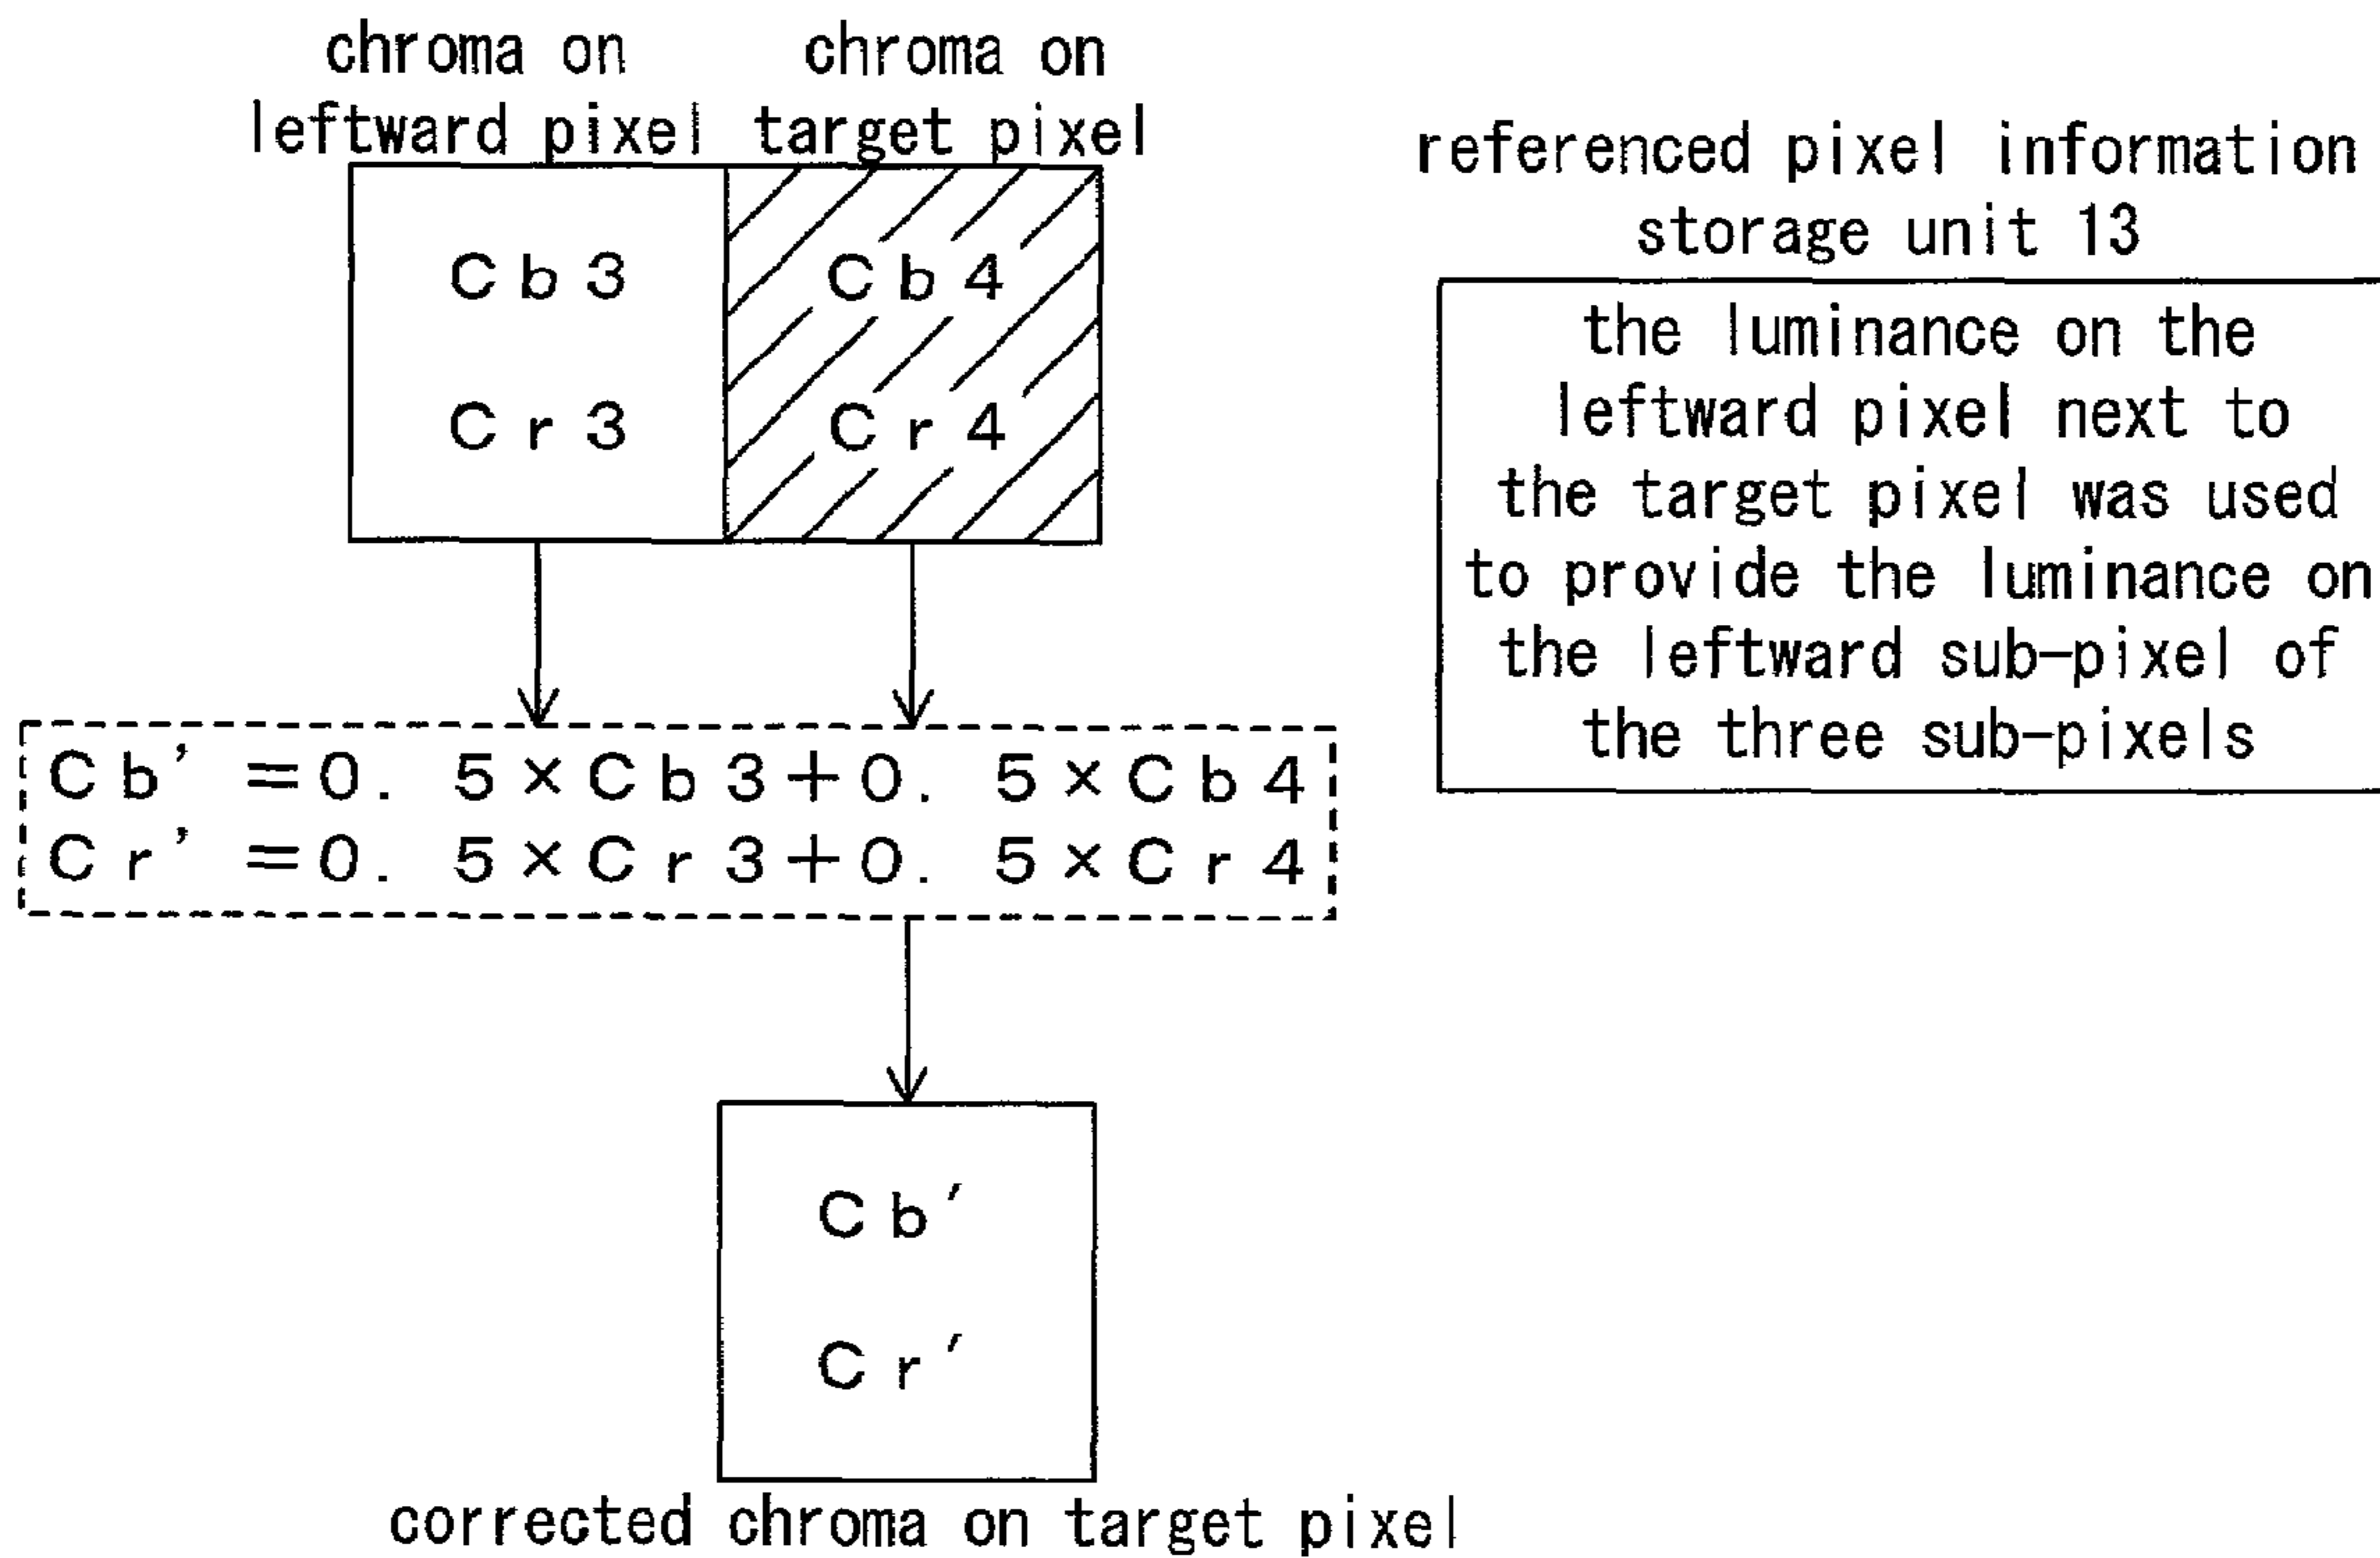 chroma on
leftward pixel
chroma on
target pixel
Cb3
Cr3
Cb4
Cr4
Cb'=0. 5×Cb3+0. 5×Cb4
Cr'=0. 5×Cr3+0. 5×Cr4
Cb'
Cr'
corrected chroma on target pixel
referenced pixel information
storage unit 13
the luminance on the
leftward pixel next to
the target pixel was used
to provide the luminance on
the leftward sub-pixel of
the three sub-pixels